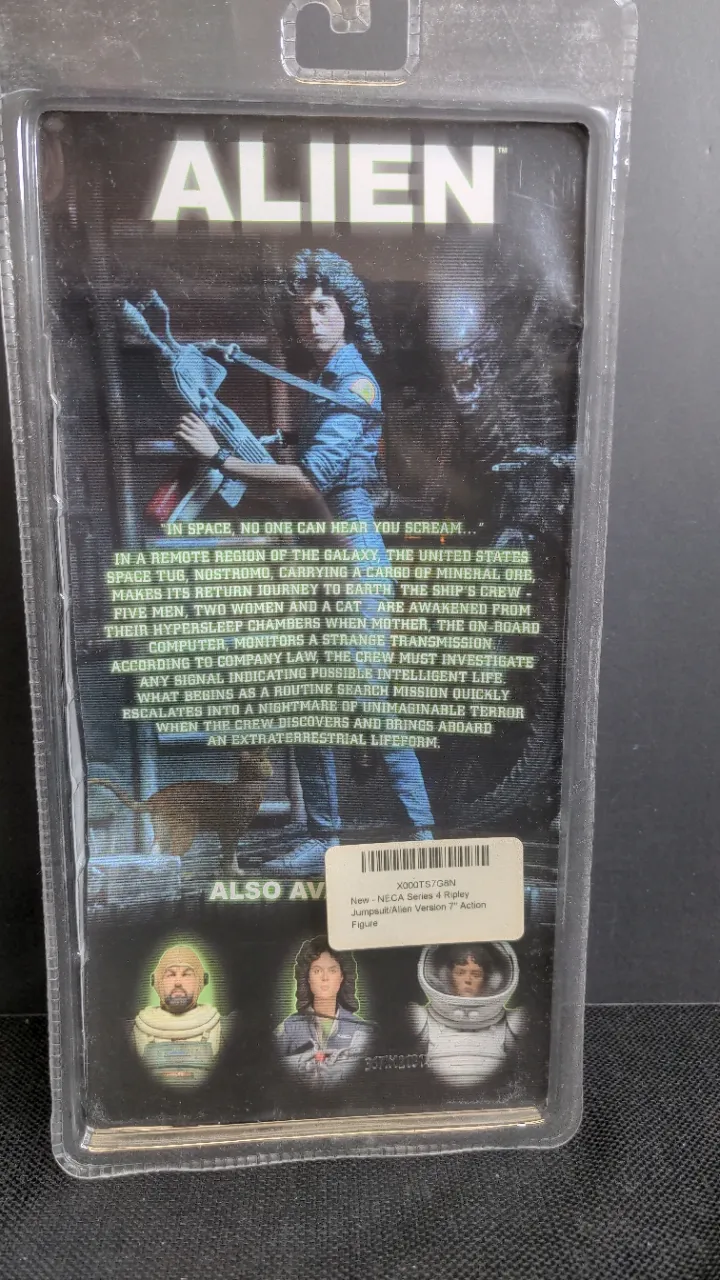 ALIEN™
"IN SPACE, NO ONE CAN HEAR YOU SCREAM..."
IN A REMOTE REGION OF THE GALAXY, THE UNITED STATES
SPACE TUG, NOSTROMO, CARRYING A CARGO OF MINERAL ORE,
MAKES ITS RETURN JOURNEY TO EARTH. THE SHIP'S CREW -
FIVE MEN, TWO WOMEN AND A CAT ARE AWAKENED FROM
THEIR HYPERSLEEP CHAMBERS WHEN MOTHER, THE ON-BOARD
COMPUTER, MONITORS A STRANGE TRANSMISSION.
ACCORDING TO COMPANY LAW, THE CREW MUST INVESTIGATE
ANY SIGNAL INDICATING POSSIBLE INTELLIGENT LIFE.
WHAT BEGINS AS A ROUTINE SEARCH MISSION QUICKLY
ESCALATES INTO A NIGHTMARE OF UNIMAGINABLE TERROR
WHEN THE CREW DISCOVERS AND BRINGS ABOARD
AN EXTRATERRESTRIAL LIFEFORM.
X000TS7G8N
New - NECA Series 4 Ripley
Jumpsuit/Alien Version 7" Action
Figure
ALSO AV